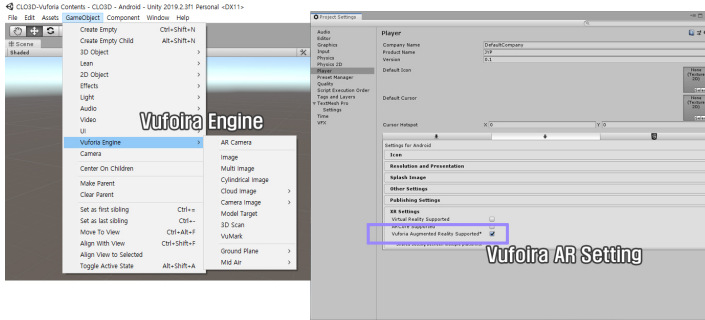 CLO3D-Vuforia Contents - CLO3D - Android - Unity 2019.2.3f1 Personal <DX11>
File Edit Assets GameObject Component Window Help
Scene
Shaded
Create Empty Ctrl+Shift+N
Create Empty Child Alt+Shift+N
3D Object
Lean
2D Object
Effects
Light
Audio
Video
UI
Vuforia Engine
Camera
Center On Children
Make Parent
Clear Parent
Set as first sibling Ctrl+=
Set as last sibling Ctrl+-
Move To View Ctrl+Alt+F
Align With View Ctrl+Shift+F
Align View to Selected
Toggle Active State Alt+Shift+A
Vufoira Engine
AR Camera
Image
Multi Image
Cylindrical Image
Cloud Image
Camera Image
Model Target
3D Scan
VuMark
Ground Plane
Mid Air
Project Settings
Audio
Editor
Graphics
Input
Physics
Physics 2D
Player
Preset Manager
Quality
Script Execution Order
Tags and Layers
TextMesh Pro
Settings
Time
VFX
Player
Company Name DefaultCompany
Product Name
Version 0.1
Default Icon
None
(Texture
2D)
Default Cursor
None
(Texture
2D)
Cursor Hotspot X 0 Y 0
Settings for Android
Icon
Resolution and Presentation
Splash Image
Other Settings
Publishing Settings
XR Settings
Virtual Reality Supported
ARCore Supported
Vuforia Augmented Reality Supported*
Vufoira AR Setting